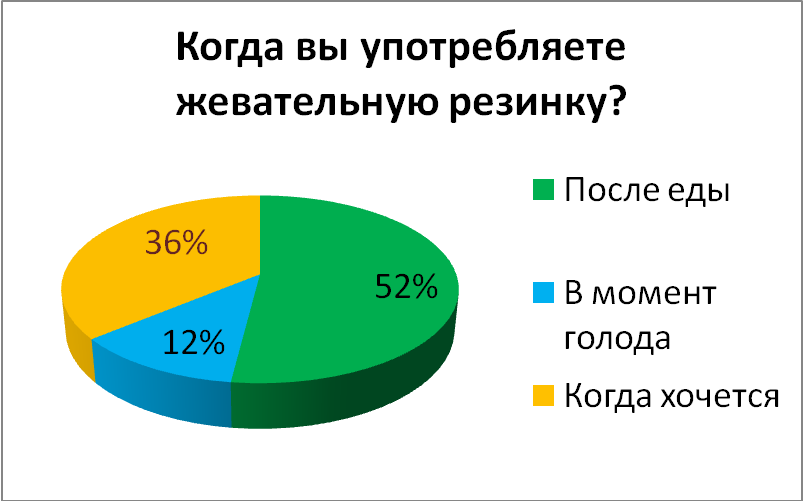 Когда вы употребляете
жевательную резинку?
36%
52%
12%
После еды
В момент
голода
Когда хочется